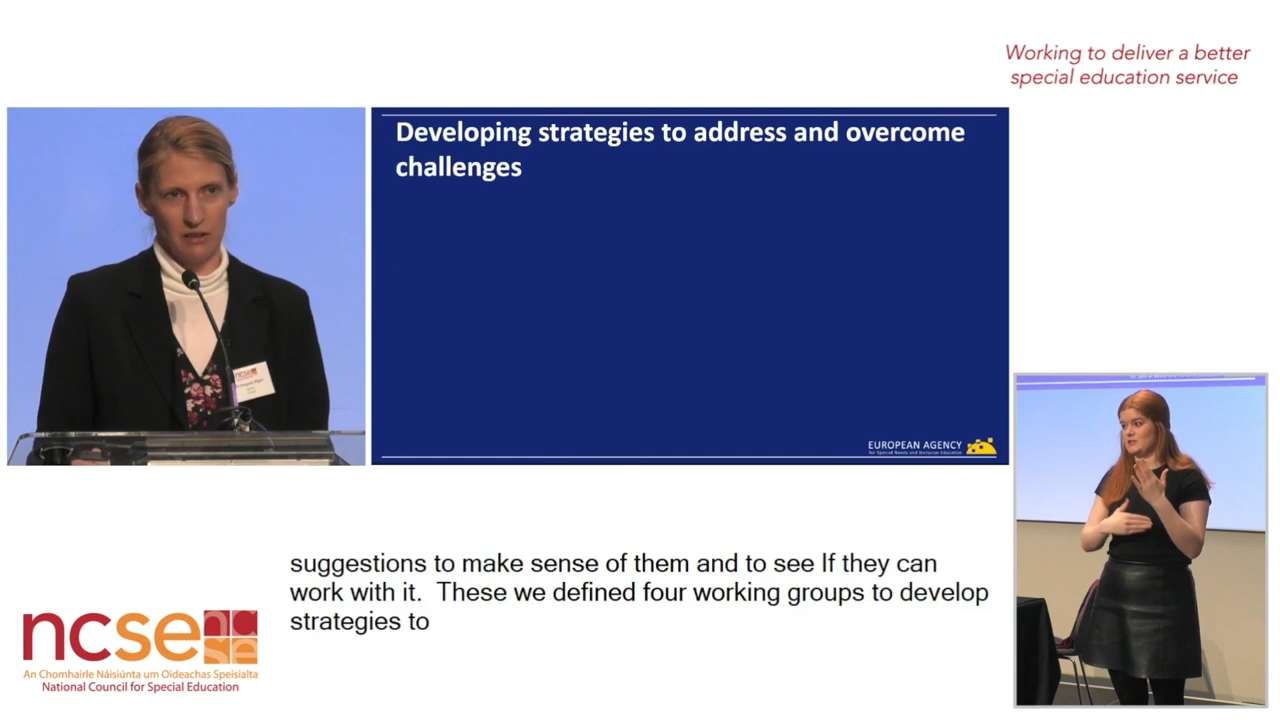 Working to deliver a better
special education service
Developing strategies to address and overcome
challenges
EUROPEAN AGENCY
for Special Needs and Inclusive Education
ncse
suggestions to make sense of them and to see If they can
work with it.  These we defined four working groups to develop
strategies to
ncse
nc
se
An Chomhairle Náisiúnta um Oideachas Speisialta
National Council for Special Education